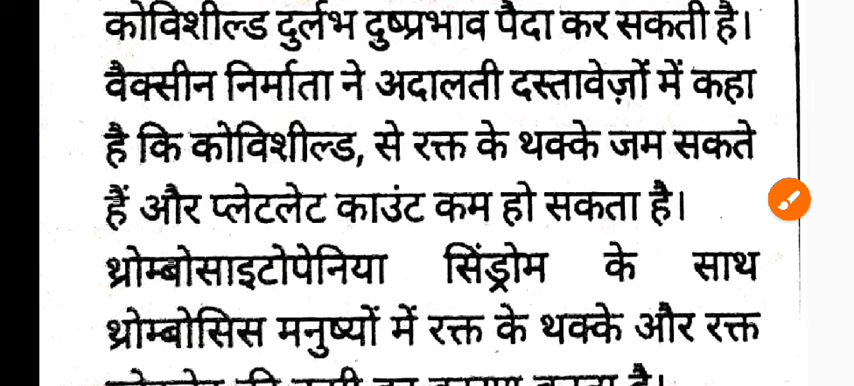 कोविशील्ड दुर्लभ दुष्प्रभाव पैदा कर सकती है।
वैक्सीन निर्माता ने अदालती दस्तावेज़ों में कहा
है कि कोविशील्ड, से रक्त के थक्के जम सकते
हैं और प्लेटलेट काउंट कम हो सकता है।
थ्रोम्बोसाइटोपेनिया सिंड्रोम के साथ
थ्रोम्बोसिस मनुष्यों में रक्त के थक्के और रक्त